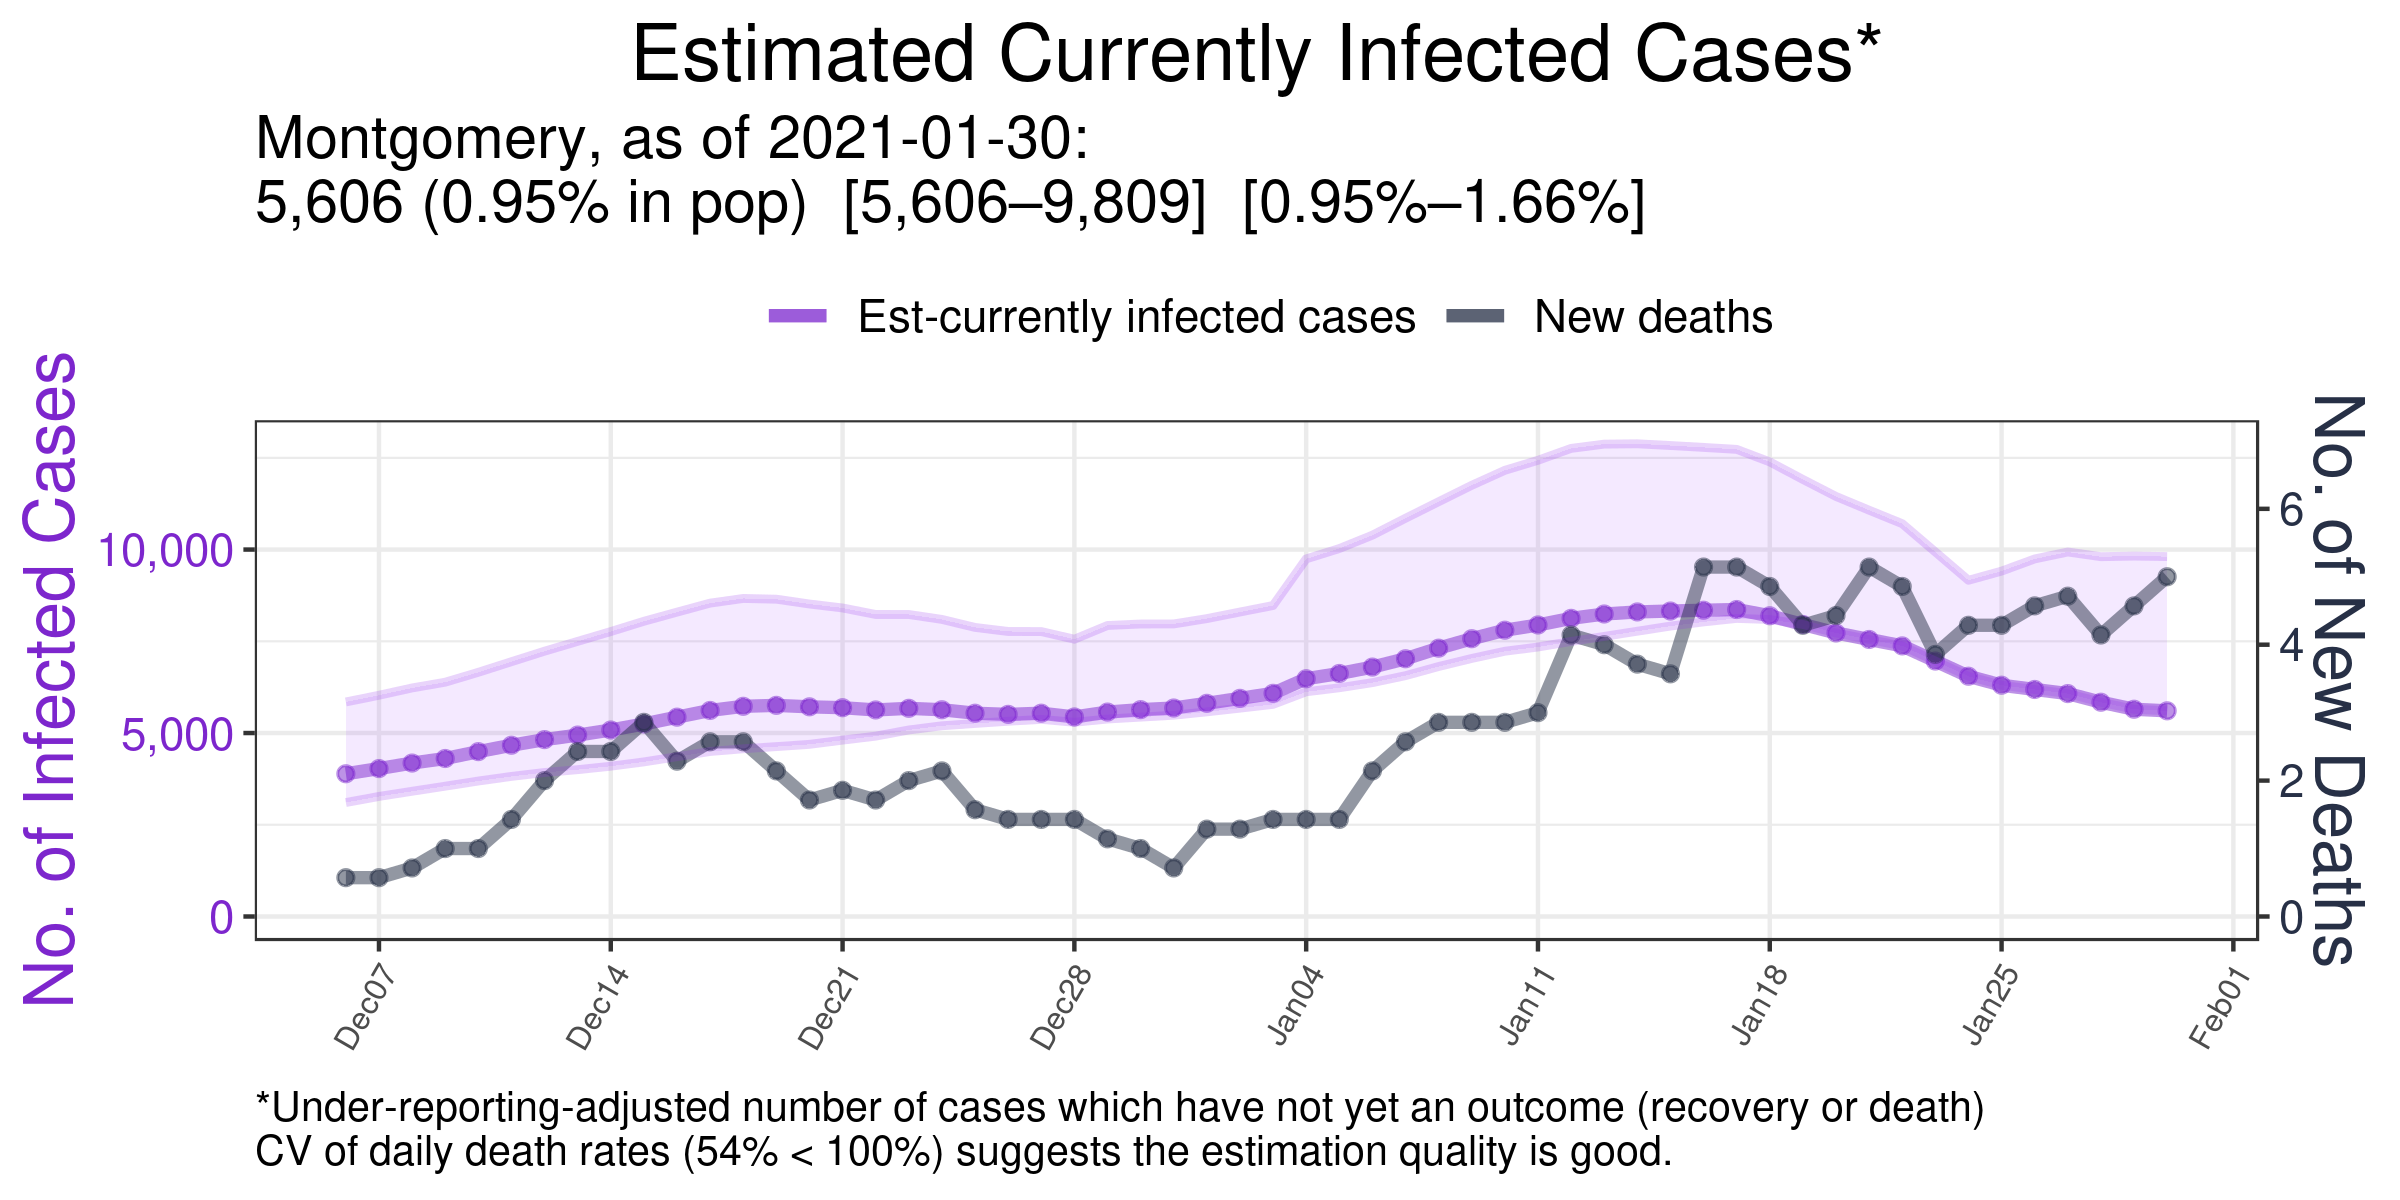 Estimated Currently Infected Cases*
Montgomery, as of 2021-01-30:
5,606 (0.95% in pop)  [5,606–9,809]  [0.95%–1.66%]
Est-currently infected cases
New deaths
No. of Infected Cases
10,000
5,000
0
6
4
2
0
No. of New Deaths
Dec07
Dec14
Dec21
Dec28
Jan04
Jan11
Jan18
Jan25
Feb01
*Under-reporting-adjusted number of cases which have not yet an outcome (recovery or death)
CV of daily death rates (54% < 100%) suggests the estimation quality is good.